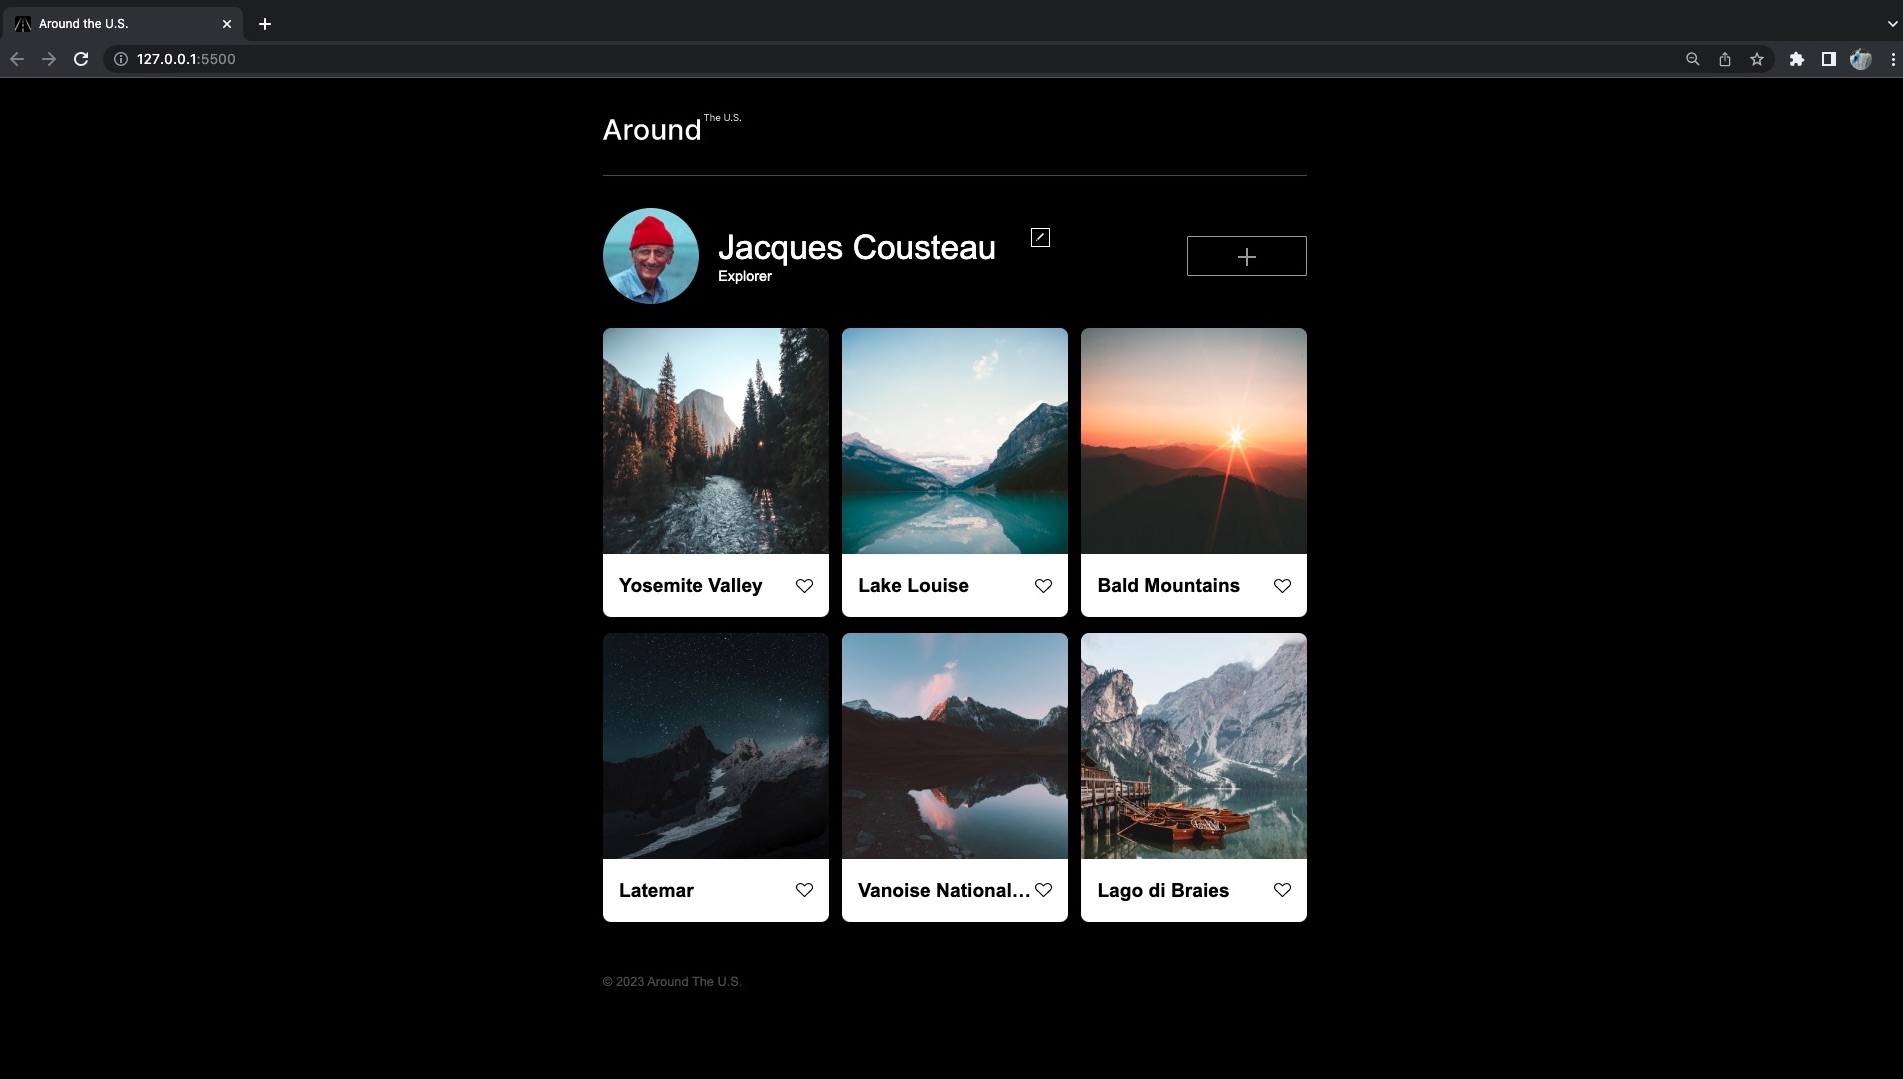 Around the U.S.
127.0.0.1:5500
Around The U.S.
Jacques Cousteau
Explorer
Yosemite Valley
Lake Louise
Bald Mountains
Latemar
Vanoise National...
Lago di Braies
© 2023 Around The U.S.